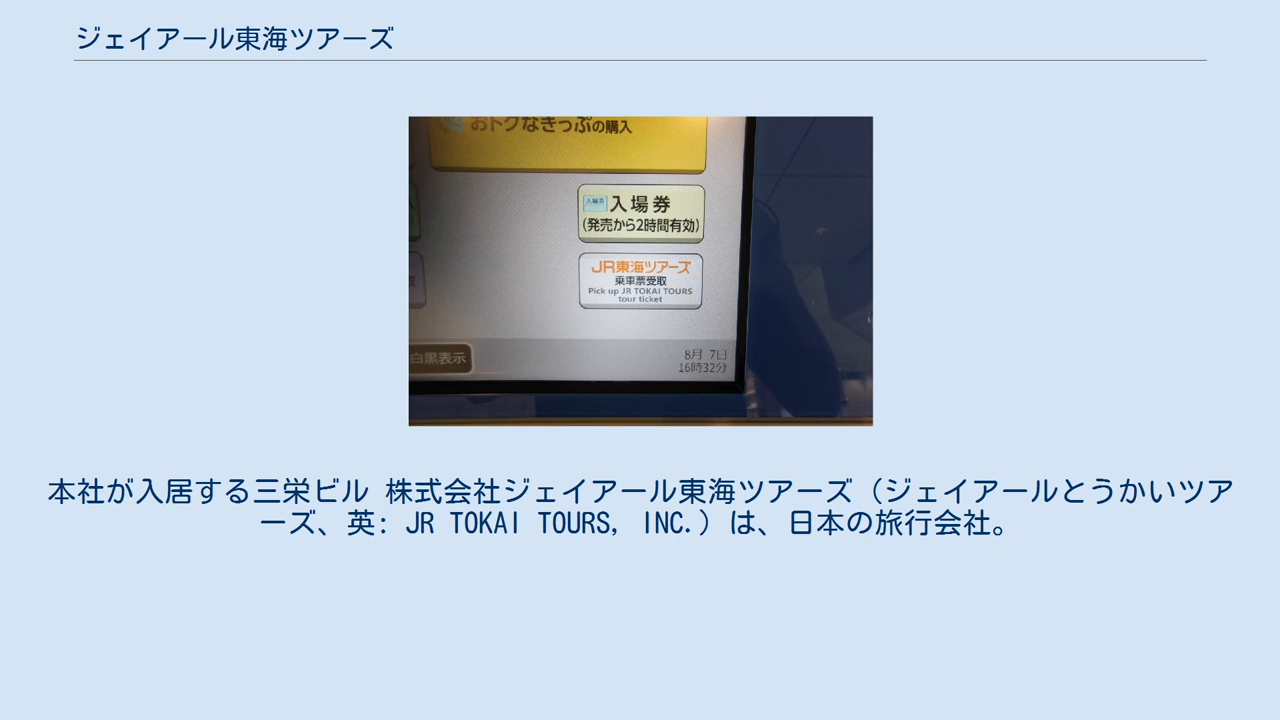 ジェイアール東海ツアーズ
おトクなきっぷの購入
入場券 入場券
(発売から2時間有効)
JR東海ツアーズ
乗車票受取
Pick up JR TOKAI TOURS
tour ticket
白黒表示
8月 7日
16時32分
本社が入居する三栄ビル 株式会社ジェイアール東海ツアーズ（ジェイアールとうかいツア
ーズ、英: JR TOKAI TOURS, INC.）は、日本の旅行会社。